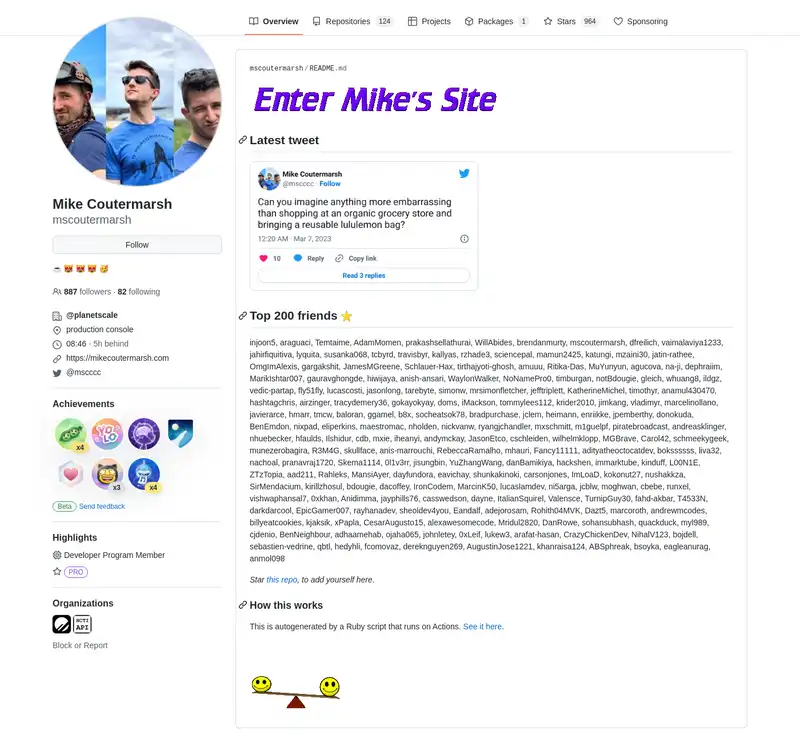 Overview
Repositories 124
Projects
Packages 1
Stars 964
Sponsoring
Mike Coutermarsh
mscoutermarsh
Follow
887 followers · 82 following
@planetscale
production console
08:46 - 5h behind
https://mikecoutermarsh.com
@mscccc
Achievements
x4
YO
LO
x3
x4
Beta Send feedback
Highlights
Developer Program Member
PRO
Organizations
ACTI
API
Block or Report
mscoutermarsh/README.md
Enter Mike's Site
Latest tweet
Mike Coutermarsh
@mscccc · Follow
Can you imagine anything more embarrassing
than shopping at an organic grocery store and
bringing a reusable lululemon bag?
12:20 AM · Mar 7, 2023
10 Reply Copy link
Read 3 replies
Top 200 friends
injoon5, araguaci, Temtaime, AdamMomen, prakashsellathurai, WillAbides, brendanmurty, mscoutermarsh, dfreilich, vaimalaviya1233,
jahirfiquitiva, lyquita, susanka068, tcbyrd, travisbyr, kallyas, rzhade3, sciencepal, mamun2425, katungi, mzaini30, jatin-rathee,
OmgImAlexis, gargakshit, JamesMGreene, Schlauer-Hax, tirthajyoti-ghosh, amuuu, Ritika-Das, MuYunyun, agucova, na-ji, dephraiim,
MarikIshtar007, gauravghongde, hiwijaya, anish-ansari, WaylonWalker, NoNamePro0, timburgan, notBdougie, gleich, whuang8, ildgz,
vedic-partap, fly51fly, lucascosti, jasonlong, tarebyte, simonw, mrsimonfletcher, jefftriplett, KatherineMichel, timothyr, anamul430470,
hashtagchris, airzinger, tracydemery36, gokayokyay, doms, iMackson, tommylees112, krider2010, jimkang, vladimyr, marcelinollano,
javierarce, hmarr, tmcw, baloran, ggamel, b8x, socheatsok78, bradpurchase, jclem, heimann, enriikke, jpemberthy, donokuda,
BenEmdon, nixpad, eliperkins, maestromac, nholden, nickvanw, ryangjchandler, mxschmitt, m1guelpf, piratebroadcast, andreasklinger,
nhuebecker, hfaulds, Ilshidur, cdb, mxie, iheanyi, andymckay, JasonEtco, cschleiden, wilhelmklopp, MGBrave, Carol42, schmeekygeek,
munezerobagira, R3M4G, skullface, anis-marrouchi, RebeccaRamalho, mhauri, Fancy11111, adityatheoctocatdev, bokssssss, liva32,
nachoal, pranavraj1720, Skema1114, 0l1v3rr, jisungbin, YuZhangWang, danBamikiya, hackshen, immarktube, kinduff, L00N1E,
ZTzTopia, aad211, Rahleks, MansiAyer, dayfundora, eavichay, shunkakinoki, carsonjones, ImLoaD, kokonut27, nushakkza,
SirMendacium, kirillzhosul, bdougie, dacoffey, IronCodem, MarcinK50, lucaslamdev, ni5arga, jcblw, moghwan, cbebe, runxel,
vishwaphansal7, 0xkhan, Anidimma, jayphills76, casswedson, dayne, ItalianSquirel, Valensce, TurnipGuy30, fahd-akbar, T4533N,
darkdarcool, EpicGamer007, rayhanadev, sheoldev4you, Eandalf, adejorosam, Rohith04MVK, Dazt5, marcoroth, andrewmcodes,
billyeatcookies, kjaksik, xPapla, CesarAugusto15, alexawesomecode, Mridul2820, DanRowe, sohansubhash, quackduck, myl989,
cjdenio, BenNeighbour, adhaamehab, ojaha065, johnletey, 0xLeif, lukew3, arafat-hasan, CrazyChickenDev, NihalV123, bojdell,
sebastien-vedrine, qbtl, hedyhli, fcomovaz, dereknguyen269, AugustinJose1221, khanraisa124, ABSphreak, bsoyka, eagleanurag,
anmol098
Star this repo, to add yourself here.
How this works
This is autogenerated by a Ruby script that runs on Actions. See it here.